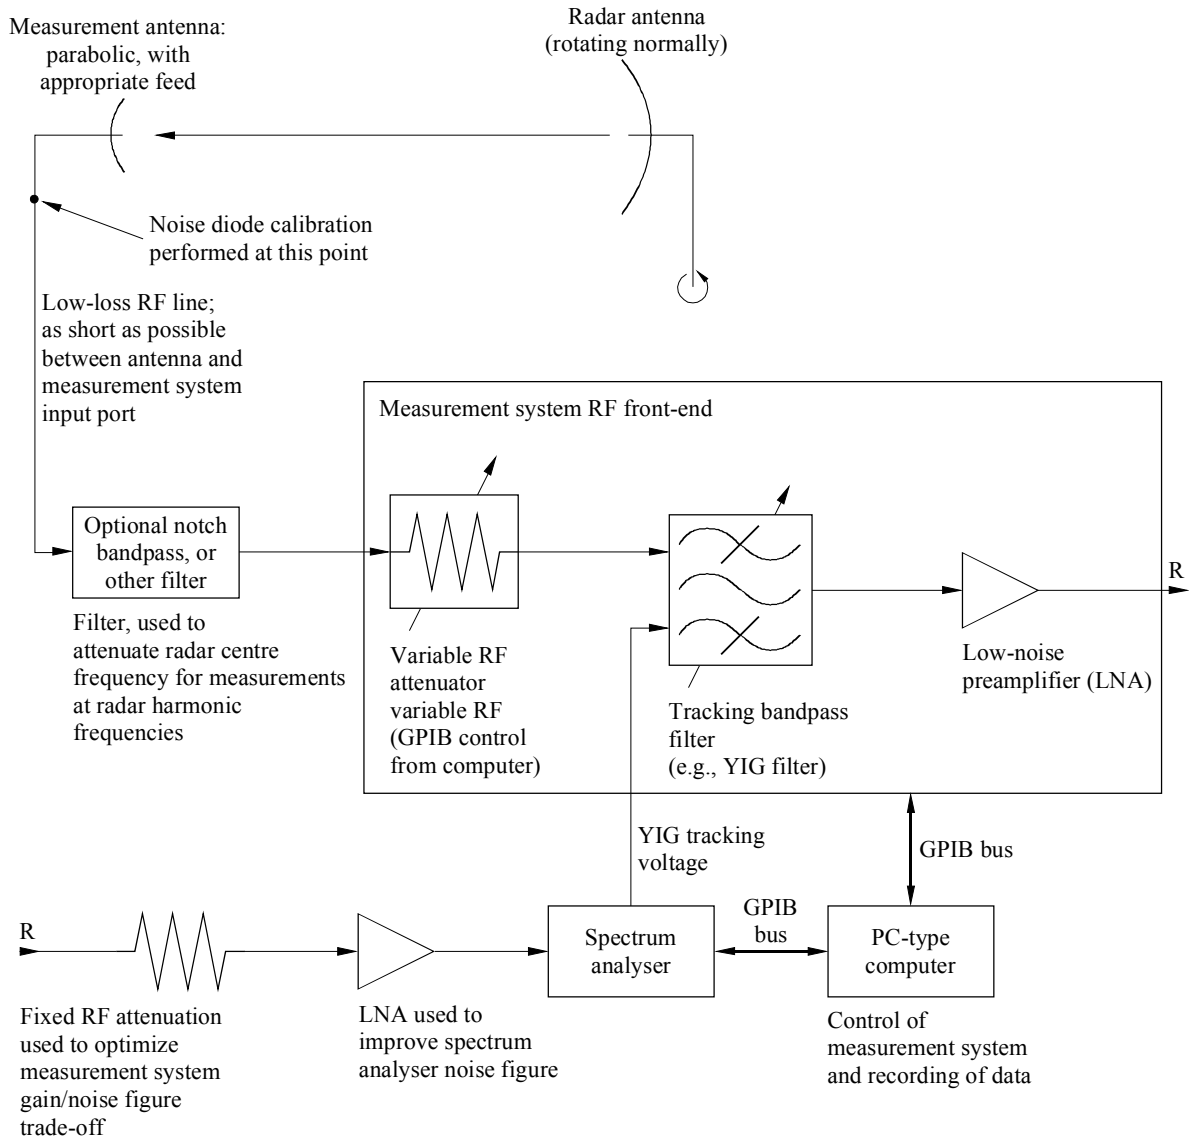 Measurement antenna:
parabolic, with
appropriate feed
Radar antenna
(rotating normally)
Noise diode calibration
performed at this point
Low-loss RF line;
as short as possible
between antenna and
measurement system
input port
Measurement system RF front-end
Optional notch
bandpass, or
other filter
Filter, used to
attenuate radar centre
frequency for measurements
at radar harmonic
frequencies
Variable RF
attenuator
variable RF
(GPIB control
from computer)
Tracking bandpass
filter
(e.g., YIG filter)
Low-noise
preamplifier (LNA)
R
YIG tracking
voltage
GPIB bus
R
Fixed RF attenuation
used to optimize
measurement system
gain/noise figure
trade-off
LNA used to
improve spectrum
analyser noise figure
Spectrum
analyser
GPIB
bus
PC-type
computer
Control of
measurement system
and recording of data